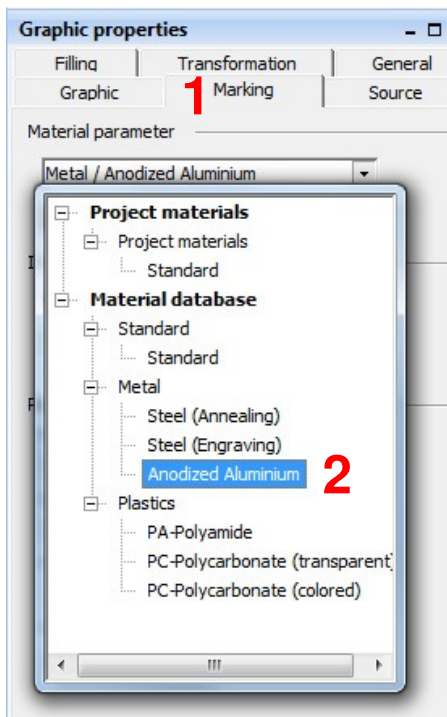 Graphic properties
Filling Transformation General
Graphic 1 Marking Source
Material parameter
Metal / Anodized Aluminium
Project materials
Project materials
Standard
Material database
Standard
Standard
Metal
Steel (Annealing)
Steel (Engraving)
Anodized Aluminium 2
Plastics
PA-Polyamide
PC-Polycarbonate (transparent)
PC-Polycarbonate (colored)